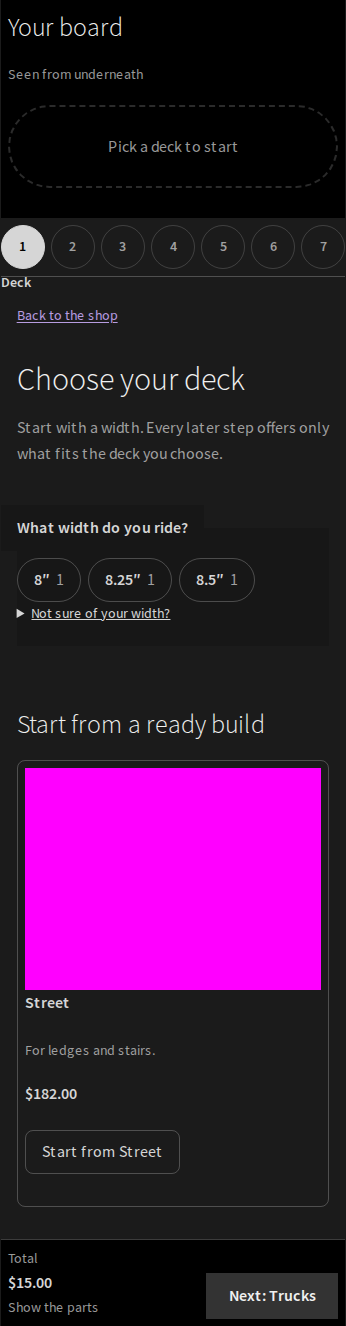 Your board
Seen from underneath
Pick a deck to start
1 2 3 4 5 6 7
Deck
Back to the shop
Choose your deck
Start with a width. Every later step offers only
what fits the deck you choose.
What width do you ride?
8″ 1 8.25″ 1 8.5″ 1
Not sure of your width?
Start from a ready build
Street
For ledges and stairs.
$182.00
Start from Street
Total
$15.00
Show the parts
Next: Trucks